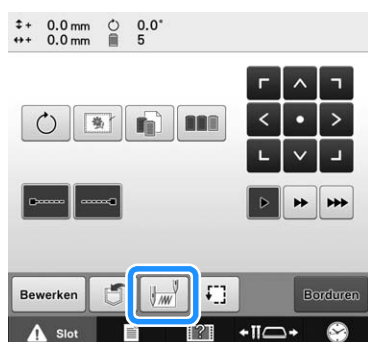 + 0.0 mm 0.0°
+ 0.0 mm 5
Bewerken
Borduren
Slot